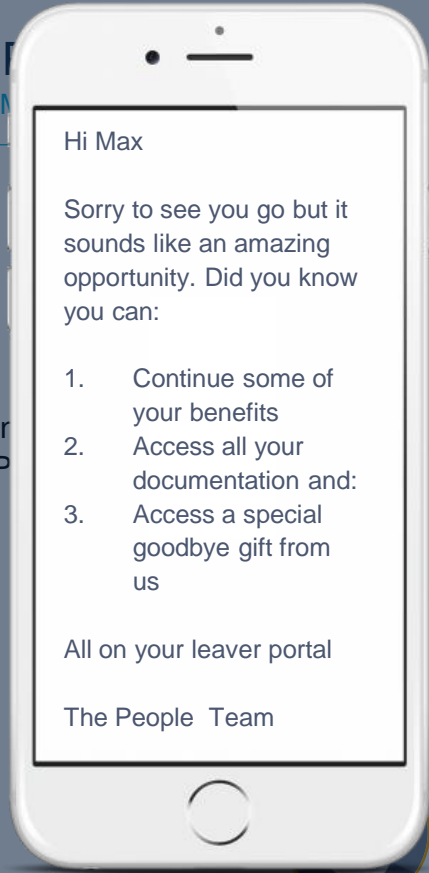 Hi Max
Sorry to see you go but it
sounds like an amazing
opportunity. Did you know
you can:
1. Continue some of
your benefits
2. Access all your
documentation and:
3. Access a special
goodbye gift from
us
All on your leaver portal
The People  Team